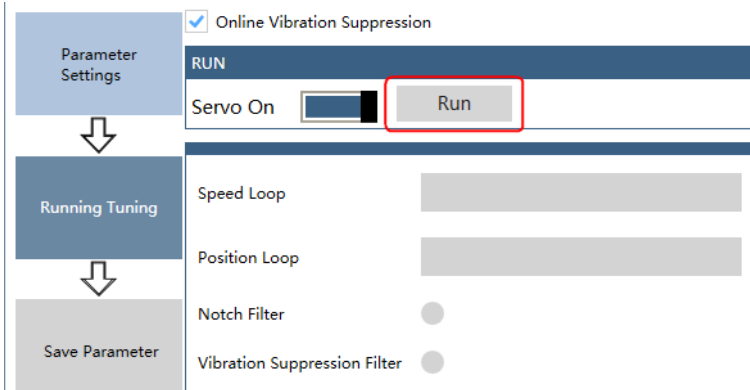 Online Vibration Suppression
Parameter
Settings
RUN
Servo On
Run
Running Tuning
Speed Loop
Position Loop
Notch Filter
Save Parameter
Vibration Suppression Filter